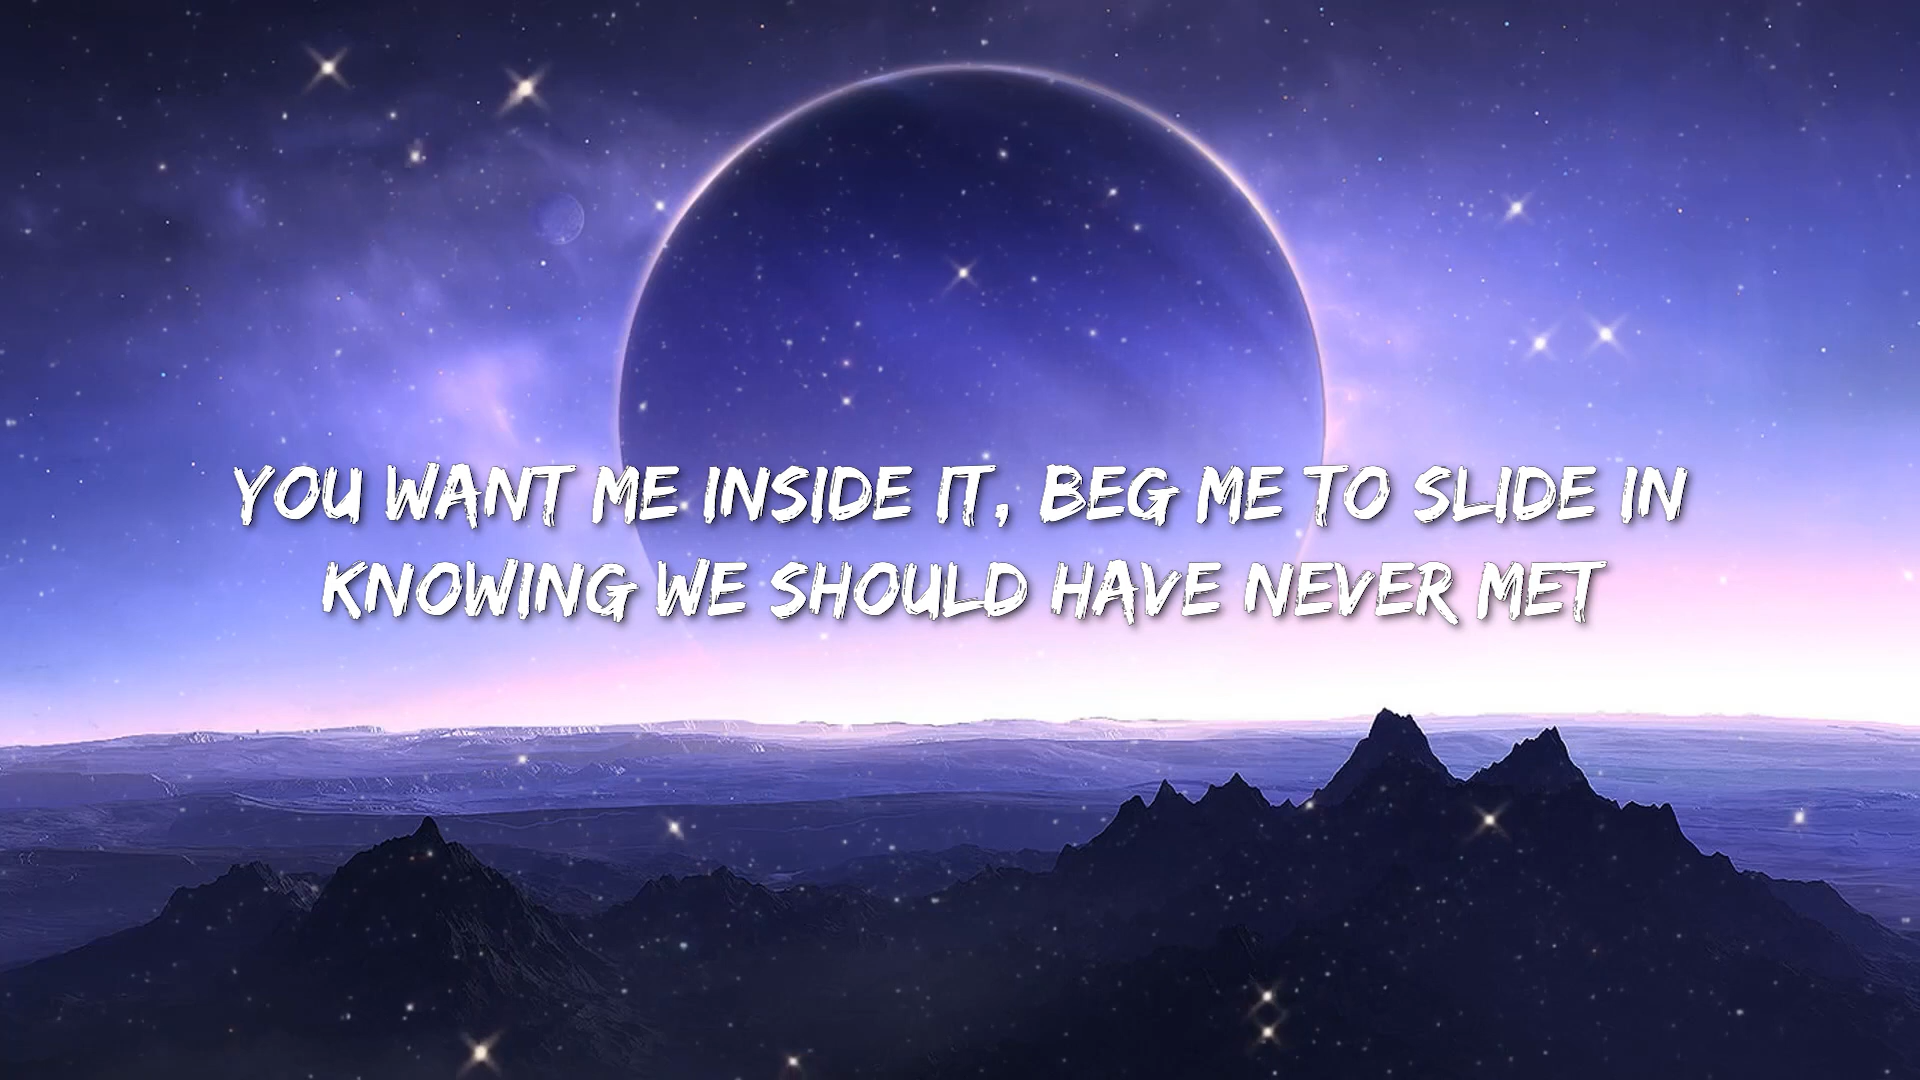 YOU WANT ME INSIDE IT, BEG ME TO SLIDE IN
KNOWING WE SHOULD HAVE NEVER MET